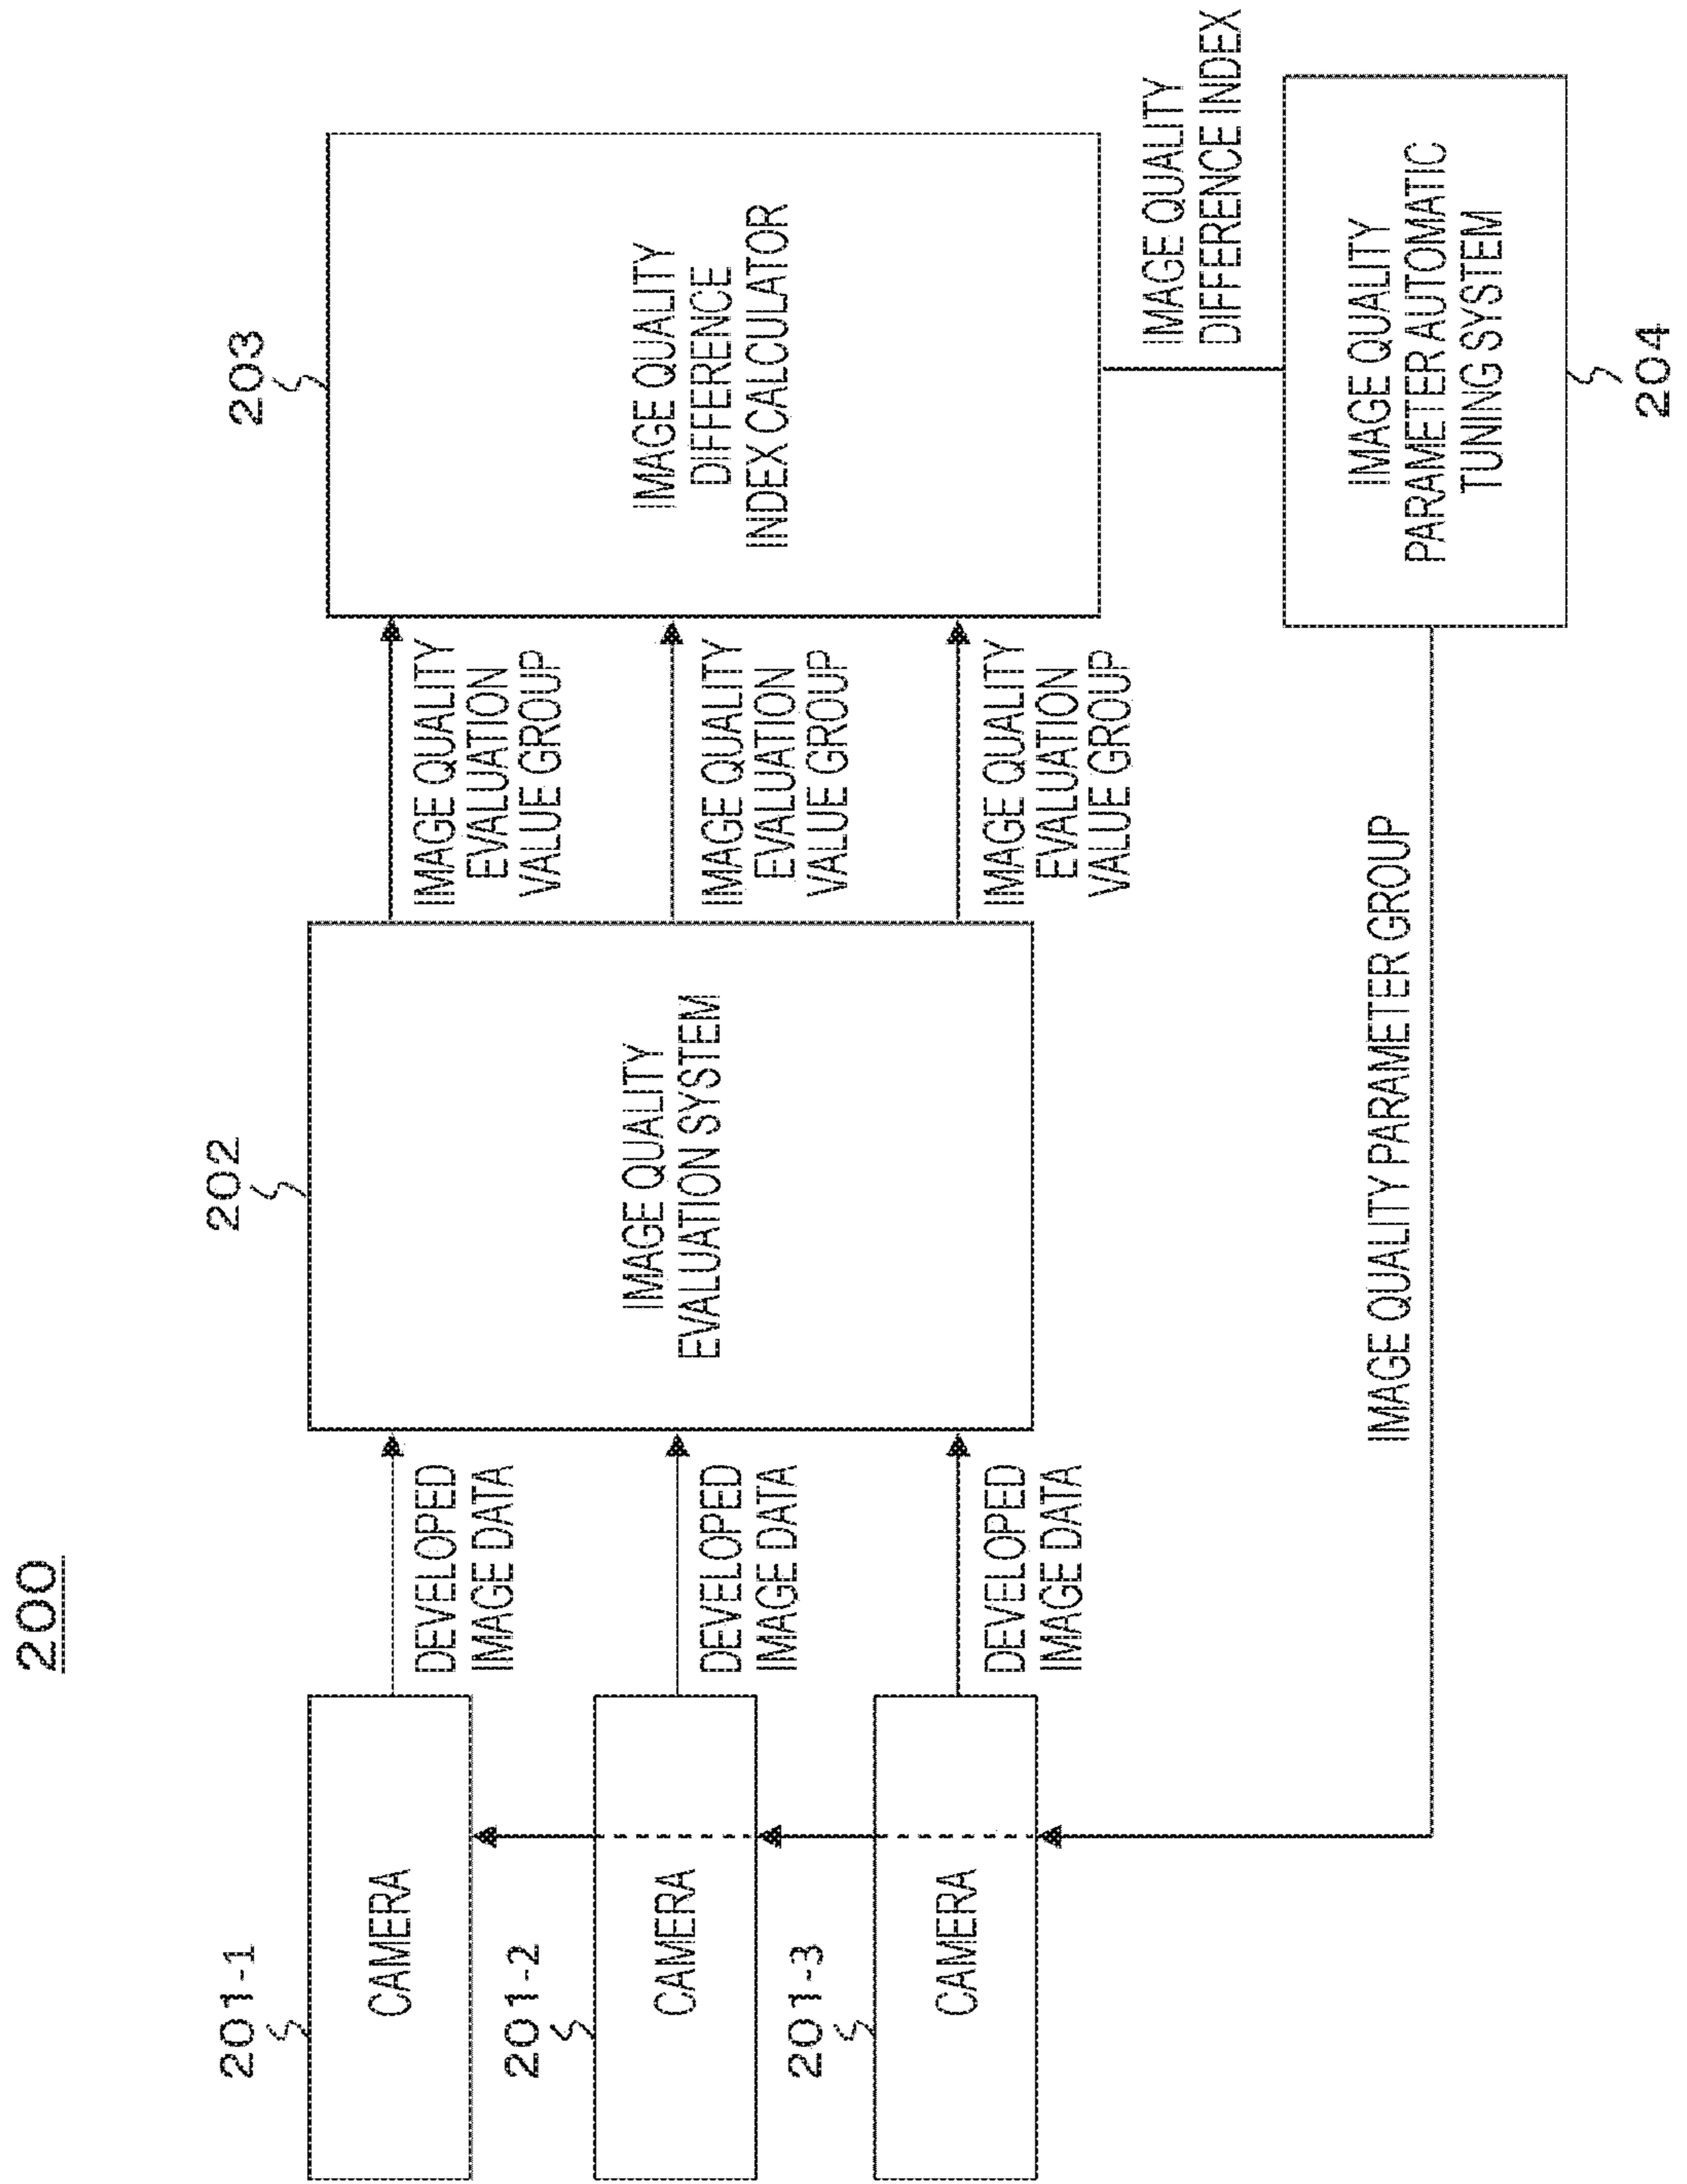 200
201-1
CAMERA
201-2
CAMERA
201-3
CAMERA
DEVELOPED
IMAGE DATA
DEVELOPED
IMAGE DATA
DEVELOPED
IMAGE DATA
202
IMAGE QUALITY
EVALUATION SYSTEM
IMAGE QUALITY
EVALUATION
VALUE GROUP
IMAGE QUALITY
EVALUATION
VALUE GROUP
IMAGE QUALITY
EVALUATION
VALUE GROUP
203
IMAGE QUALITY
DIFFERENCE
INDEX CALCULATOR
IMAGE QUALITY
DIFFERENCE INDEX
IMAGE QUALITY
PARAMETER AUTOMATIC
TUNING SYSTEM
204
IMAGE QUALITY PARAMETER GROUP